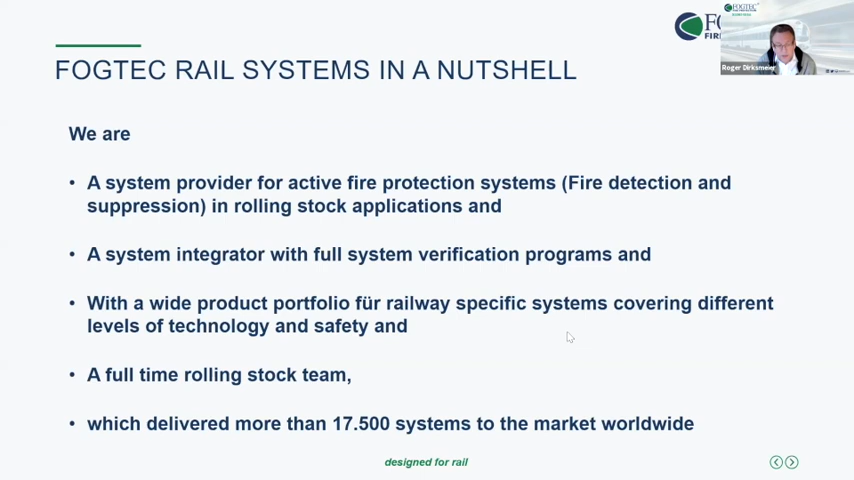 FOGTEC
Roger Dirksmeier
FOGTEC RAIL SYSTEMS IN A NUTSHELL
We are
• A system provider for active fire protection systems (Fire detection and
suppression) in rolling stock applications and
• A system integrator with full system verification programs and
• With a wide product portfolio für railway specific systems covering different
levels of technology and safety and
• A full time rolling stock team,
• which delivered more than 17.500 systems to the market worldwide
designed for rail